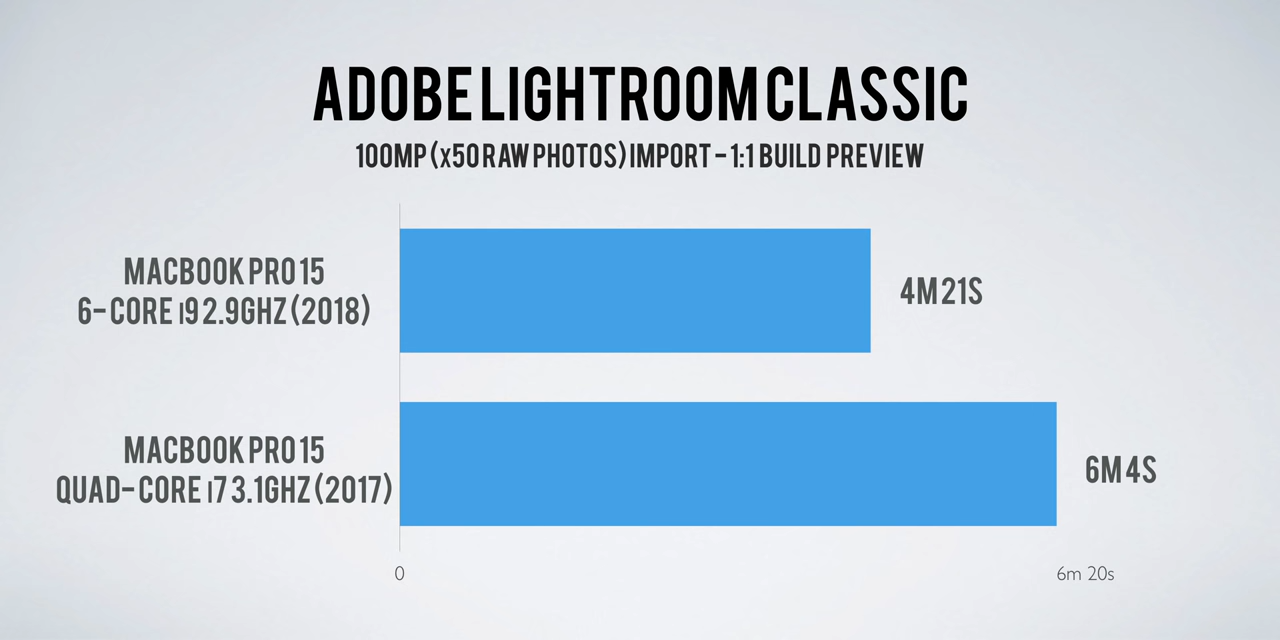 ADOBE LIGHTROOM CLASSIC
100MP (x50 RAW PHOTOS) IMPORT – 1:1 BUILD PREVIEW
MACBOOK PRO 15
6-CORE i9 2.9GHZ (2018)
4M 21S
MACBOOK PRO 15
QUAD-CORE i7 3.1GHZ (2017)
6M 4S
0
6m 20s